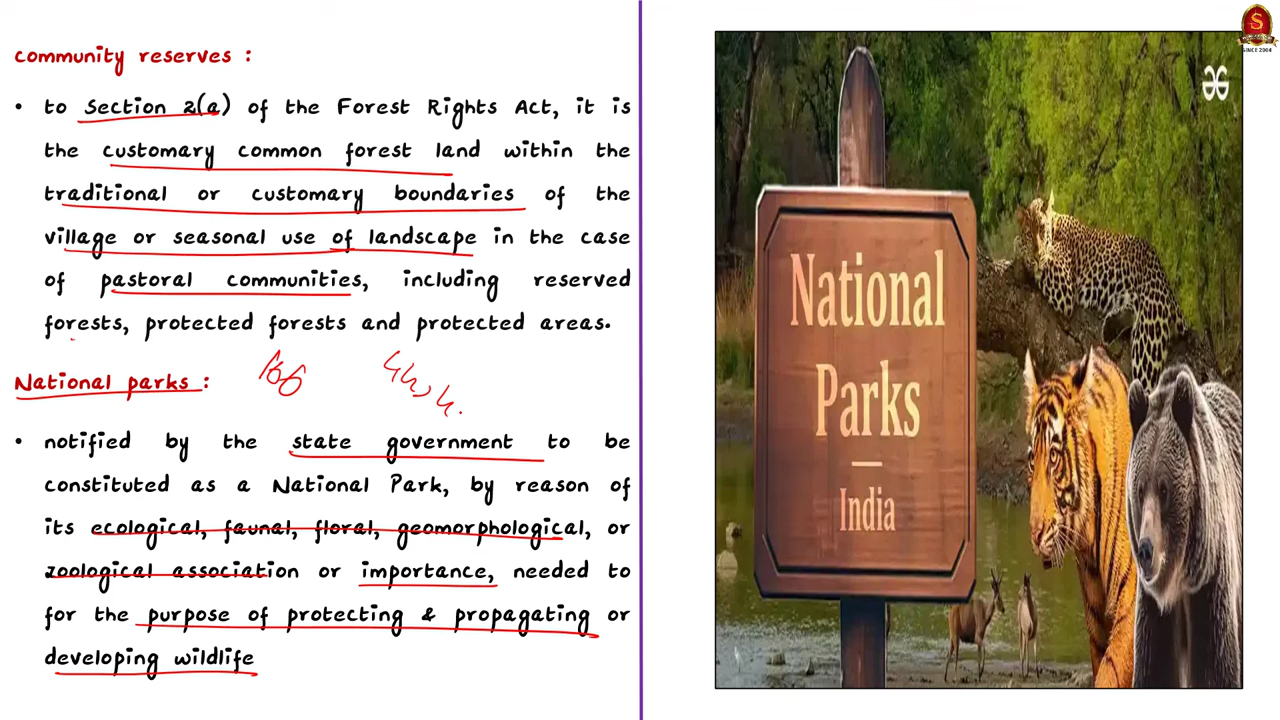 Community reserves :
• to Section 2(a) of the Forest Rights Act, it is
the customary common forest land within the
traditional or customary boundaries of the
village or seasonal use of landscape in the case
of pastoral communities, including reserved
forests, protected forests and protected areas.
National parks :
• notified by the state government to be
constituted as a National Park, by reason of
its ecological, faunal, floral, geomorphological, or
zoological association or importance, needed to
for the purpose of protecting & propagating or
developing wildlife
National
Parks
—
India
S
SINCE 2004